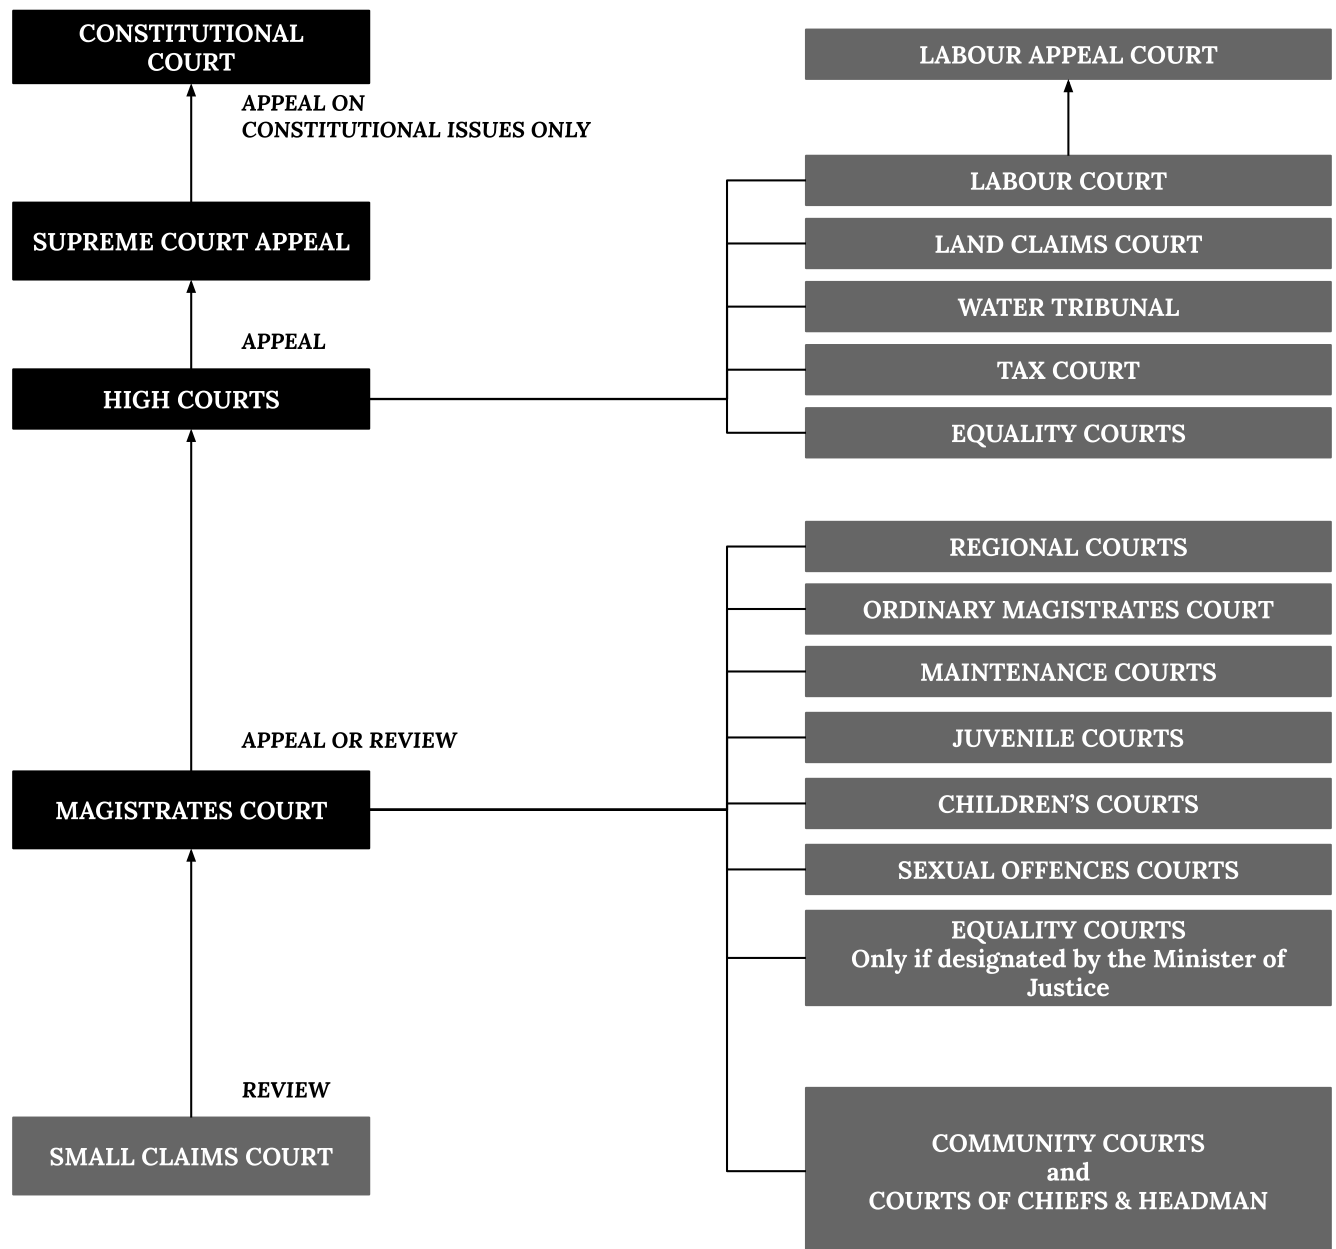 CONSTITUTIONAL
COURT
APPEAL ON
CONSTITUTIONAL ISSUES ONLY
SUPREME COURT APPEAL
APPEAL
HIGH COURTS
APPEAL OR REVIEW
MAGISTRATES COURT
REVIEW
SMALL CLAIMS COURT
LABOUR APPEAL COURT
LABOUR COURT
LAND CLAIMS COURT
WATER TRIBUNAL
TAX COURT
EQUALITY COURTS
REGIONAL COURTS
ORDINARY MAGISTRATES COURT
MAINTENANCE COURTS
JUVENILE COURTS
CHILDREN’S COURTS
SEXUAL OFFENCES COURTS
EQUALITY COURTS
Only if designated by the Minister of
Justice
COMMUNITY COURTS
and
COURTS OF CHIEFS & HEADMAN